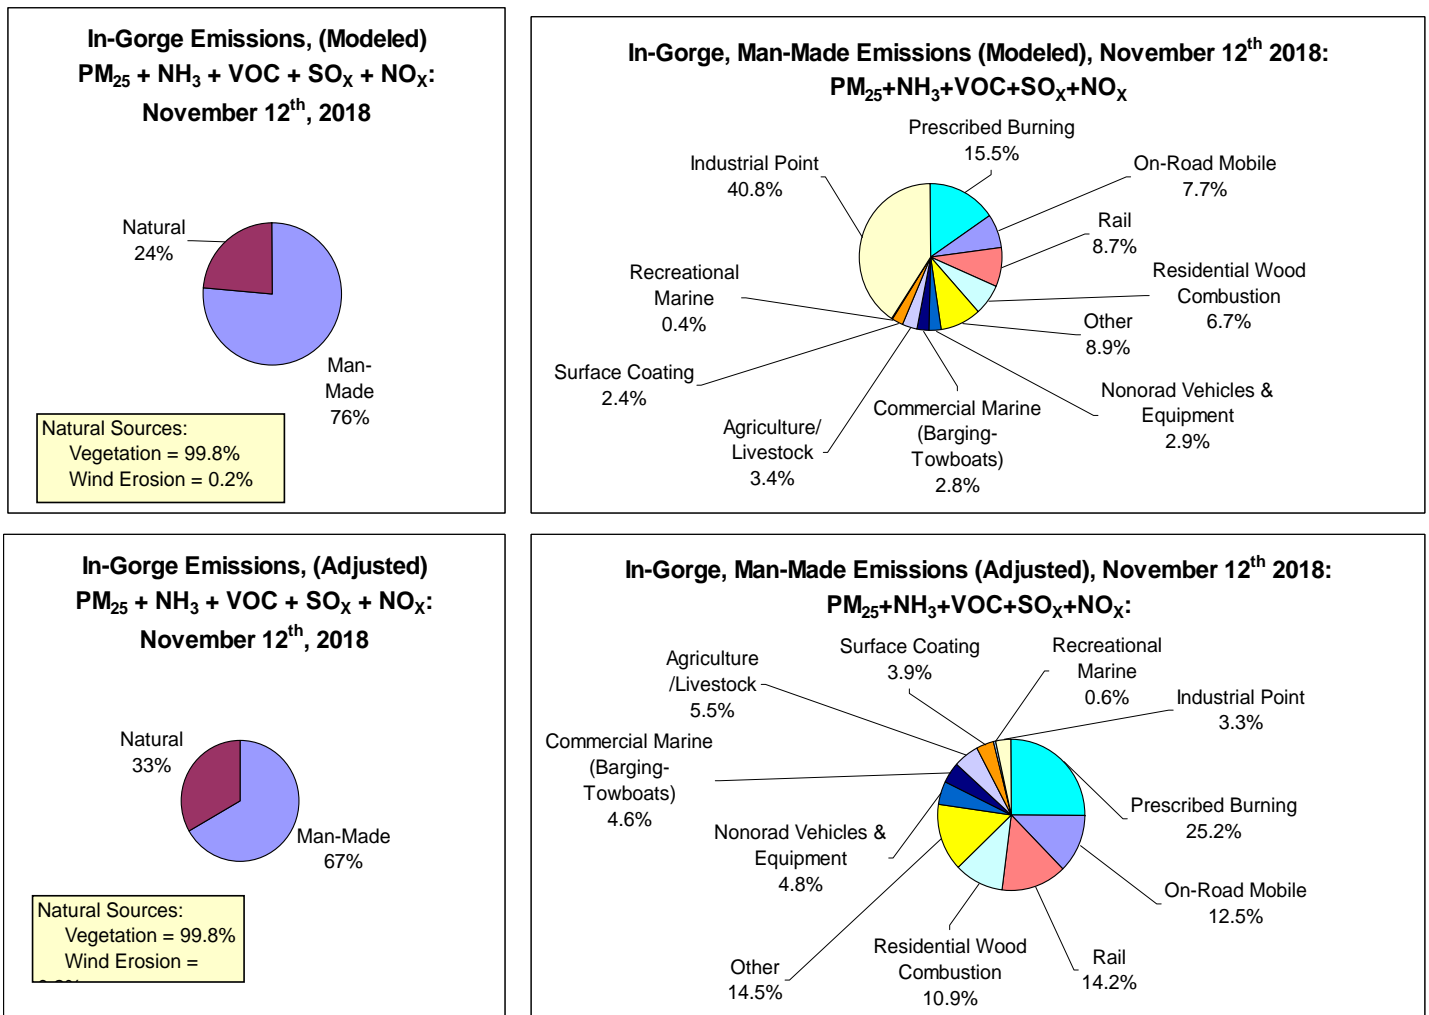 In-Gorge Emissions, (Modeled)
PM25 + NH3 + VOC + SOX + NOX:
November 12th, 2018
Natural
24%
Man-
Made
76%
Natural Sources:
Vegetation = 99.8%
Wind Erosion = 0.2%
In-Gorge, Man-Made Emissions (Modeled), November 12th 2018:
PM25+NH3+VOC+SOX+NOX
Prescribed Burning
15.5%
Industrial Point
40.8%
On-Road Mobile
7.7%
Rail
8.7%
Recreational
Marine
0.4%
Residential Wood
Combustion
6.7%
Other
8.9%
Surface Coating
2.4%
Nonorad Vehicles &
Equipment
2.9%
Commercial Marine
(Barging-
Towboats)
2.8%
Agriculture/
Livestock
3.4%
In-Gorge Emissions, (Adjusted)
PM25 + NH3 + VOC + SOX + NOX:
November 12th, 2018
Natural
33%
Man-Made
67%
Natural Sources:
Vegetation = 99.8%
Wind Erosion =
In-Gorge, Man-Made Emissions (Adjusted), November 12th 2018:
PM25+NH3+VOC+SOX+NOX:
Surface Coating
3.9%
Recreational
Marine
0.6%
Agriculture
/Livestock
5.5%
Industrial Point
3.3%
Commercial Marine
(Barging-
Towboats)
4.6%
Prescribed Burning
25.2%
Nonorad Vehicles &
Equipment
4.8%
On-Road Mobile
12.5%
Residential Wood
Combustion
10.9%
Rail
14.2%
Other
14.5%